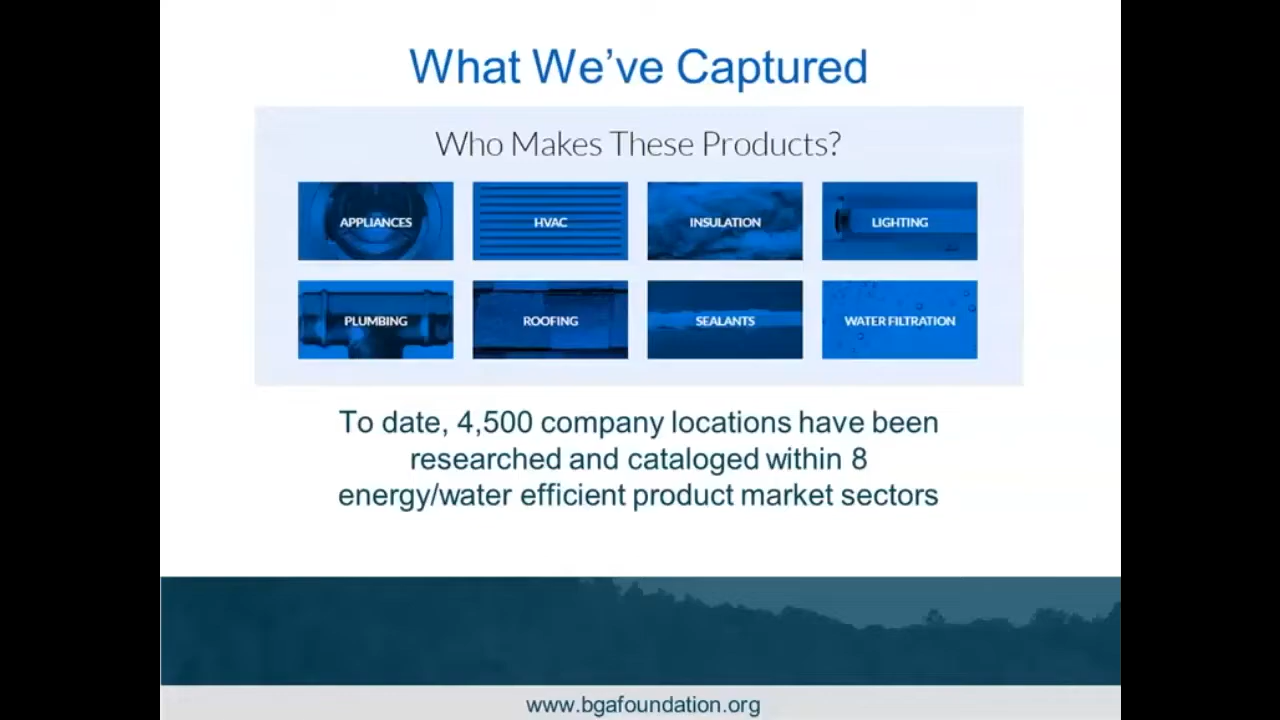 What We've Captured
Who Makes These Products?
APPLIANCES HVAC INSULATION LIGHTING
PLUMBING ROOFING SEALANTS WATER FILTRATION
To date, 4,500 company locations have been
researched and cataloged within 8
energy/water efficient product market sectors
www.bgafoundation.org